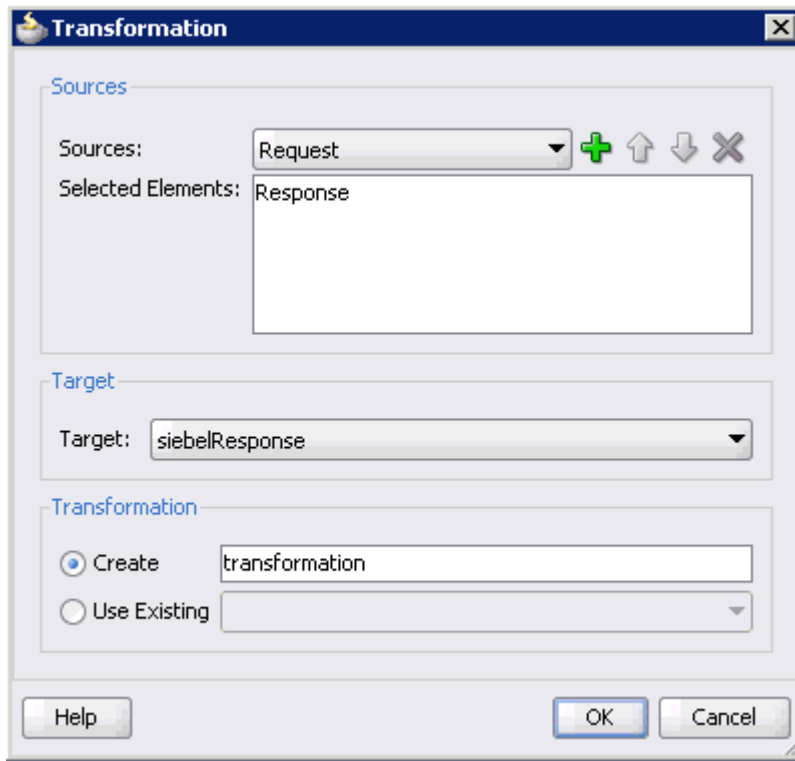 Transformation
Sources
Sources: Request
Selected Elements: Response
Target
Target: siebelResponse
Transformation
Create transformation
Use Existing
Help OK Cancel